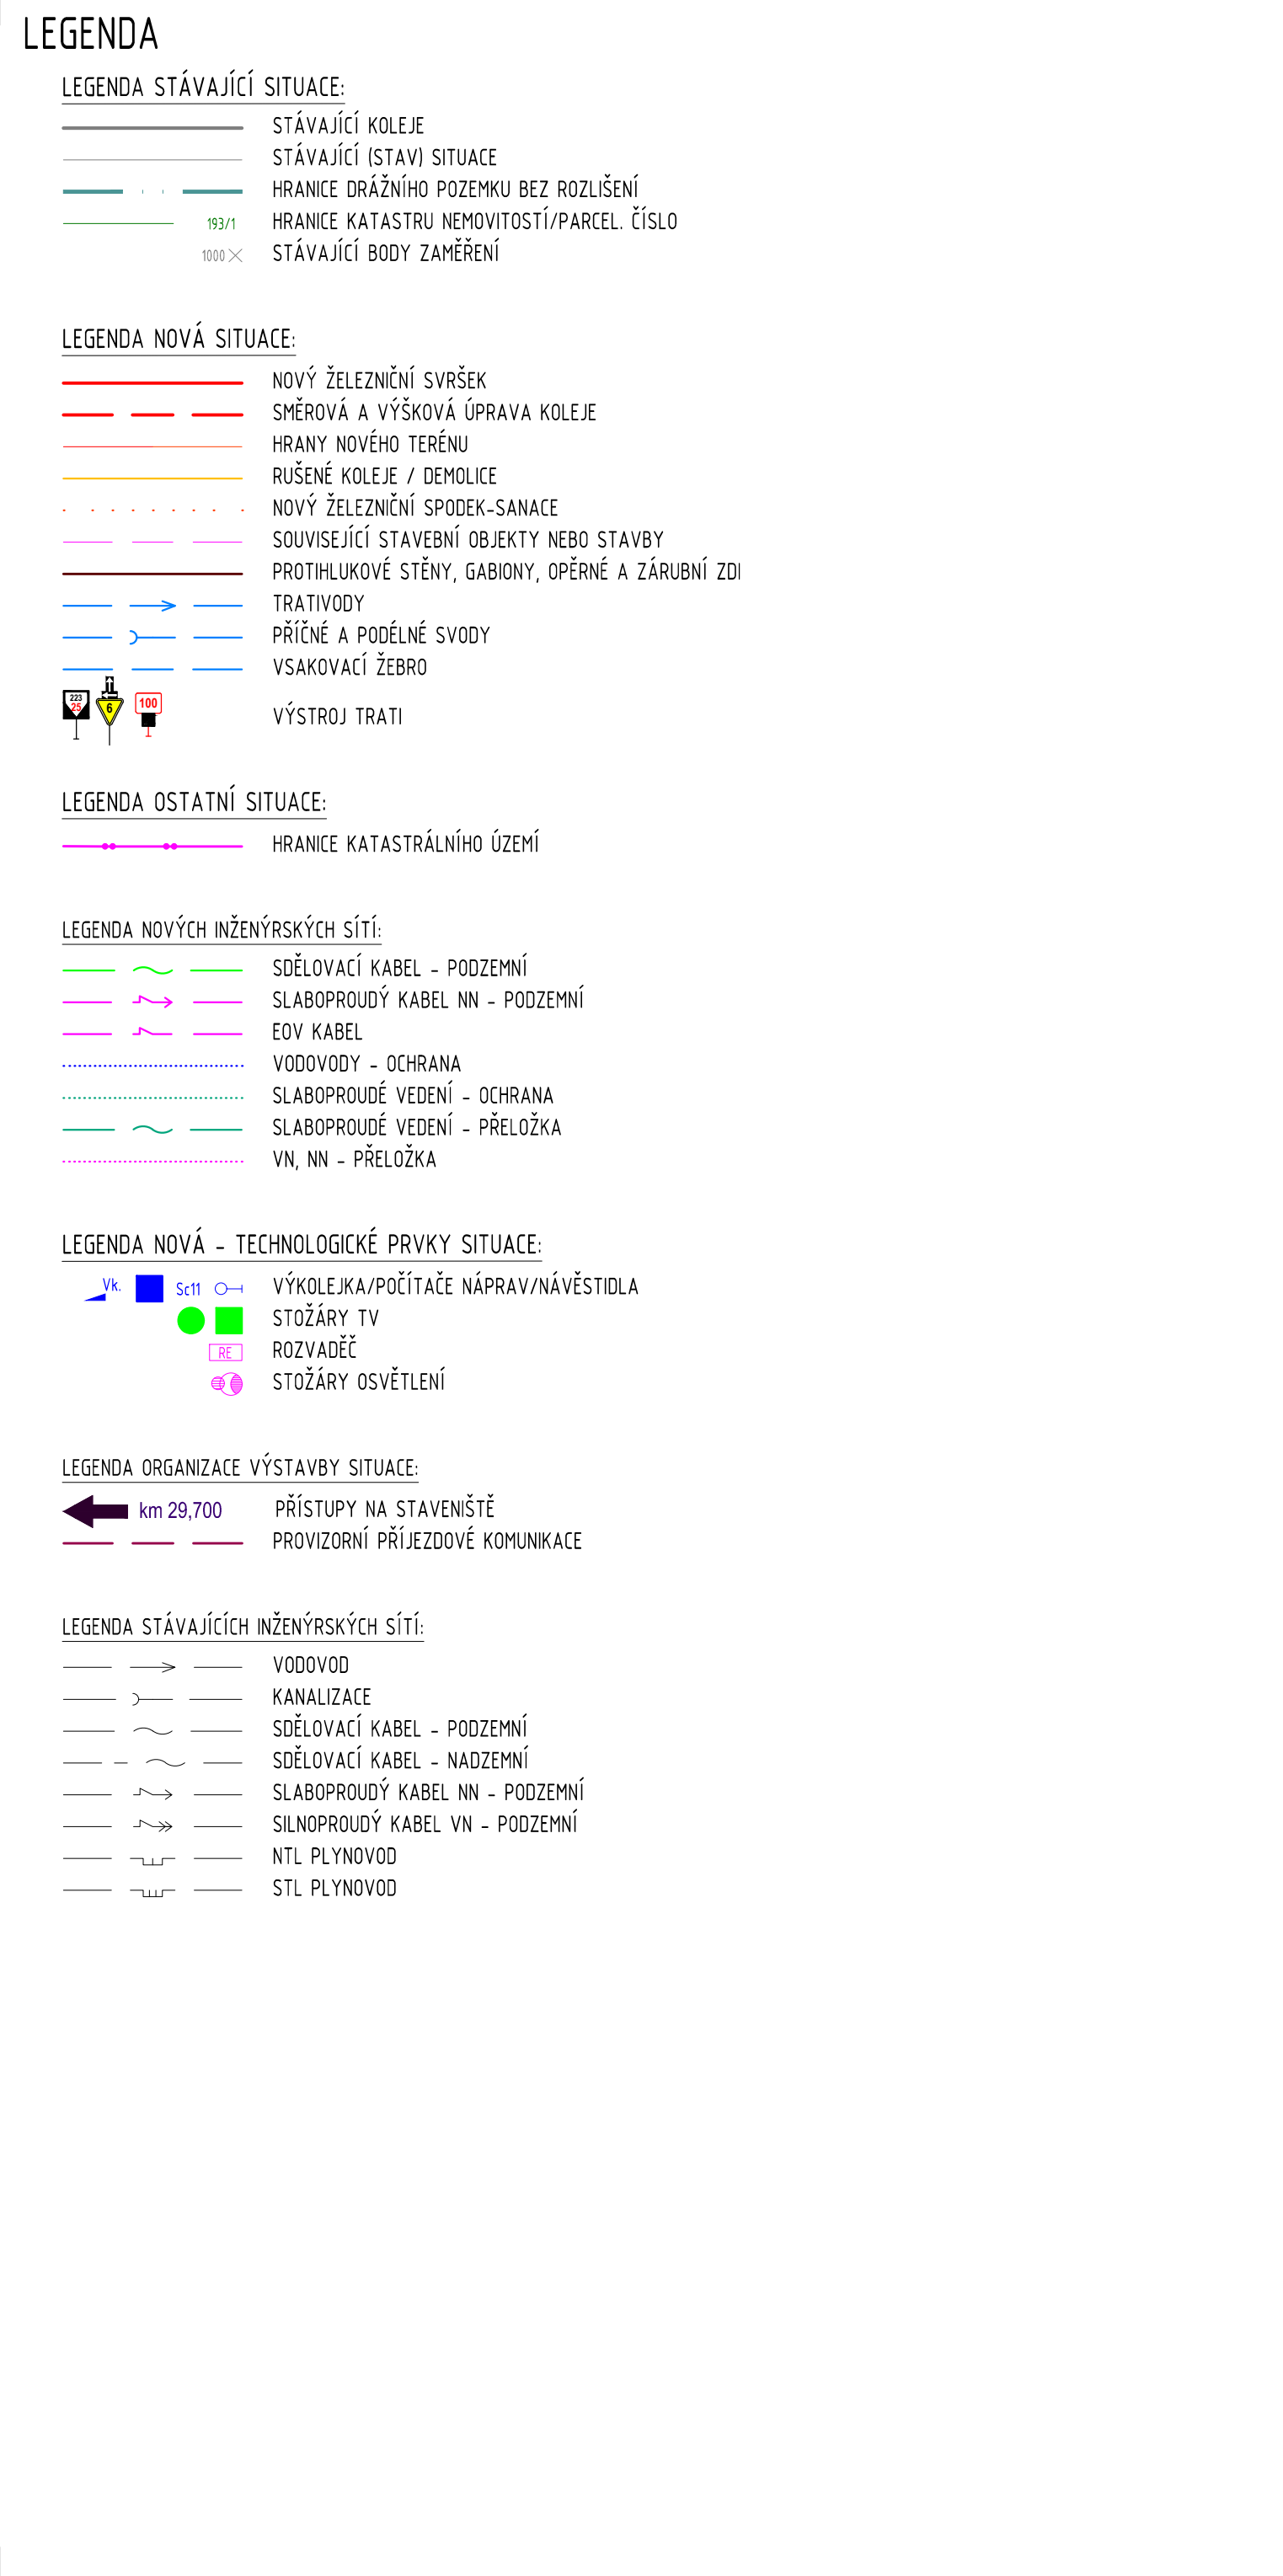 LEGENDA
LEGENDA STÁVAJÍCÍ SITUACE:
STÁVAJÍCÍ KOLEJE
STÁVAJÍCÍ (STAV) SITUACE
HRANICE DRÁŽNÍHO POZEMKU BEZ ROZLIŠENÍ
193/1 HRANICE KATASTRU NEMOVITOSTÍ/PARCEL. ČÍSLO
1000 STÁVAJÍCÍ BODY ZAMĚŘENÍ
LEGENDA NOVÁ SITUACE:
NOVÝ ŽELEZNIČNÍ SVRŠEK
SMĚROVÁ A VÝŠKOVÁ ÚPRAVA KOLEJE
HRANY NOVÉHO TERÉNU
RUŠENÉ KOLEJE / DEMOLICE
NOVÝ ŽELEZNIČNÍ SPODEK-SANACE
SOUVISEJÍCÍ STAVEBNÍ OBJEKTY NEBO STAVBY
PROTIHLUKOVÉ STĚNY, GABIONY, OPĚRNÉ A ZÁRUBNÍ ZDI
TRATIVODY
PŘÍČNÉ A PODÉLNÉ SVODY
VSAKOVACÍ ŽEBRO
223
25 6 100 VÝSTROJ TRATI
LEGENDA OSTATNÍ SITUACE:
HRANICE KATASTRÁLNÍHO ÚZEMÍ
LEGENDA NOVÝCH INŽENÝRSKÝCH SÍTÍ:
SDĚLOVACÍ KABEL - PODZEMNÍ
SLABOPROUDÝ KABEL NN - PODZEMNÍ
EOV KABEL
VODOVODY - OCHRANA
SLABOPROUDÉ VEDENÍ - OCHRANA
SLABOPROUDÉ VEDENÍ - PŘELOŽKA
VN, NN - PŘELOŽKA
LEGENDA NOVÁ - TECHNOLOGICKÉ PRVKY SITUACE:
Vk. Sc11 VÝKOLEJKA/POČÍTAČE NÁPRAV/NÁVĚSTIDLA
STOŽÁRY TV
RE ROZVADĚČ
STOŽÁRY OSVĚTLENÍ
LEGENDA ORGANIZACE VÝSTAVBY SITUACE:
km 29,700 PŘÍSTUPY NA STAVENIŠTĚ
PROVIZORNÍ PŘÍJEZDOVÉ KOMUNIKACE
LEGENDA STÁVAJÍCÍCH INŽENÝRSKÝCH SÍTÍ:
VODOVOD
KANALIZACE
SDĚLOVACÍ KABEL - PODZEMNÍ
SDĚLOVACÍ KABEL - NADZEMNÍ
SLABOPROUDÝ KABEL NN - PODZEMNÍ
SILNOPROUDÝ KABEL VN - PODZEMNÍ
NTL PLYNOVOD
STL PLYNOVOD